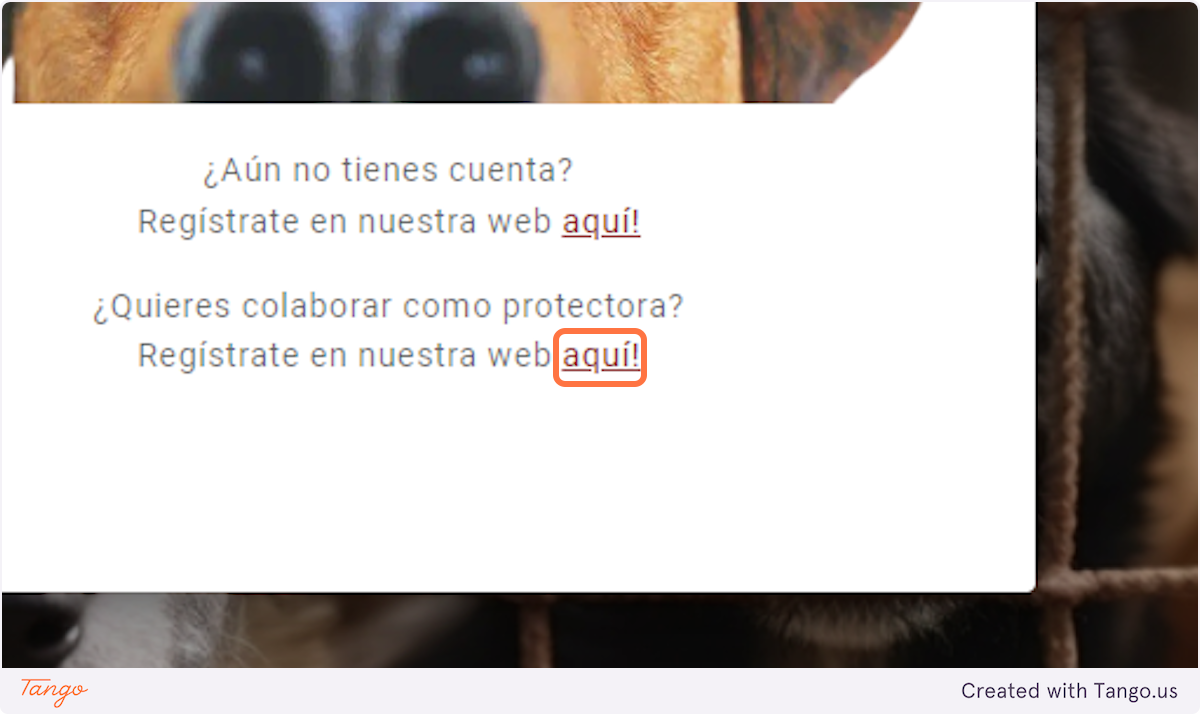 ¿Aún no tienes cuenta?
Regístrate en nuestra web aquí!
¿Quieres colaborar como protectora?
Regístrate en nuestra web aquí!
Tango
Created with Tango.us